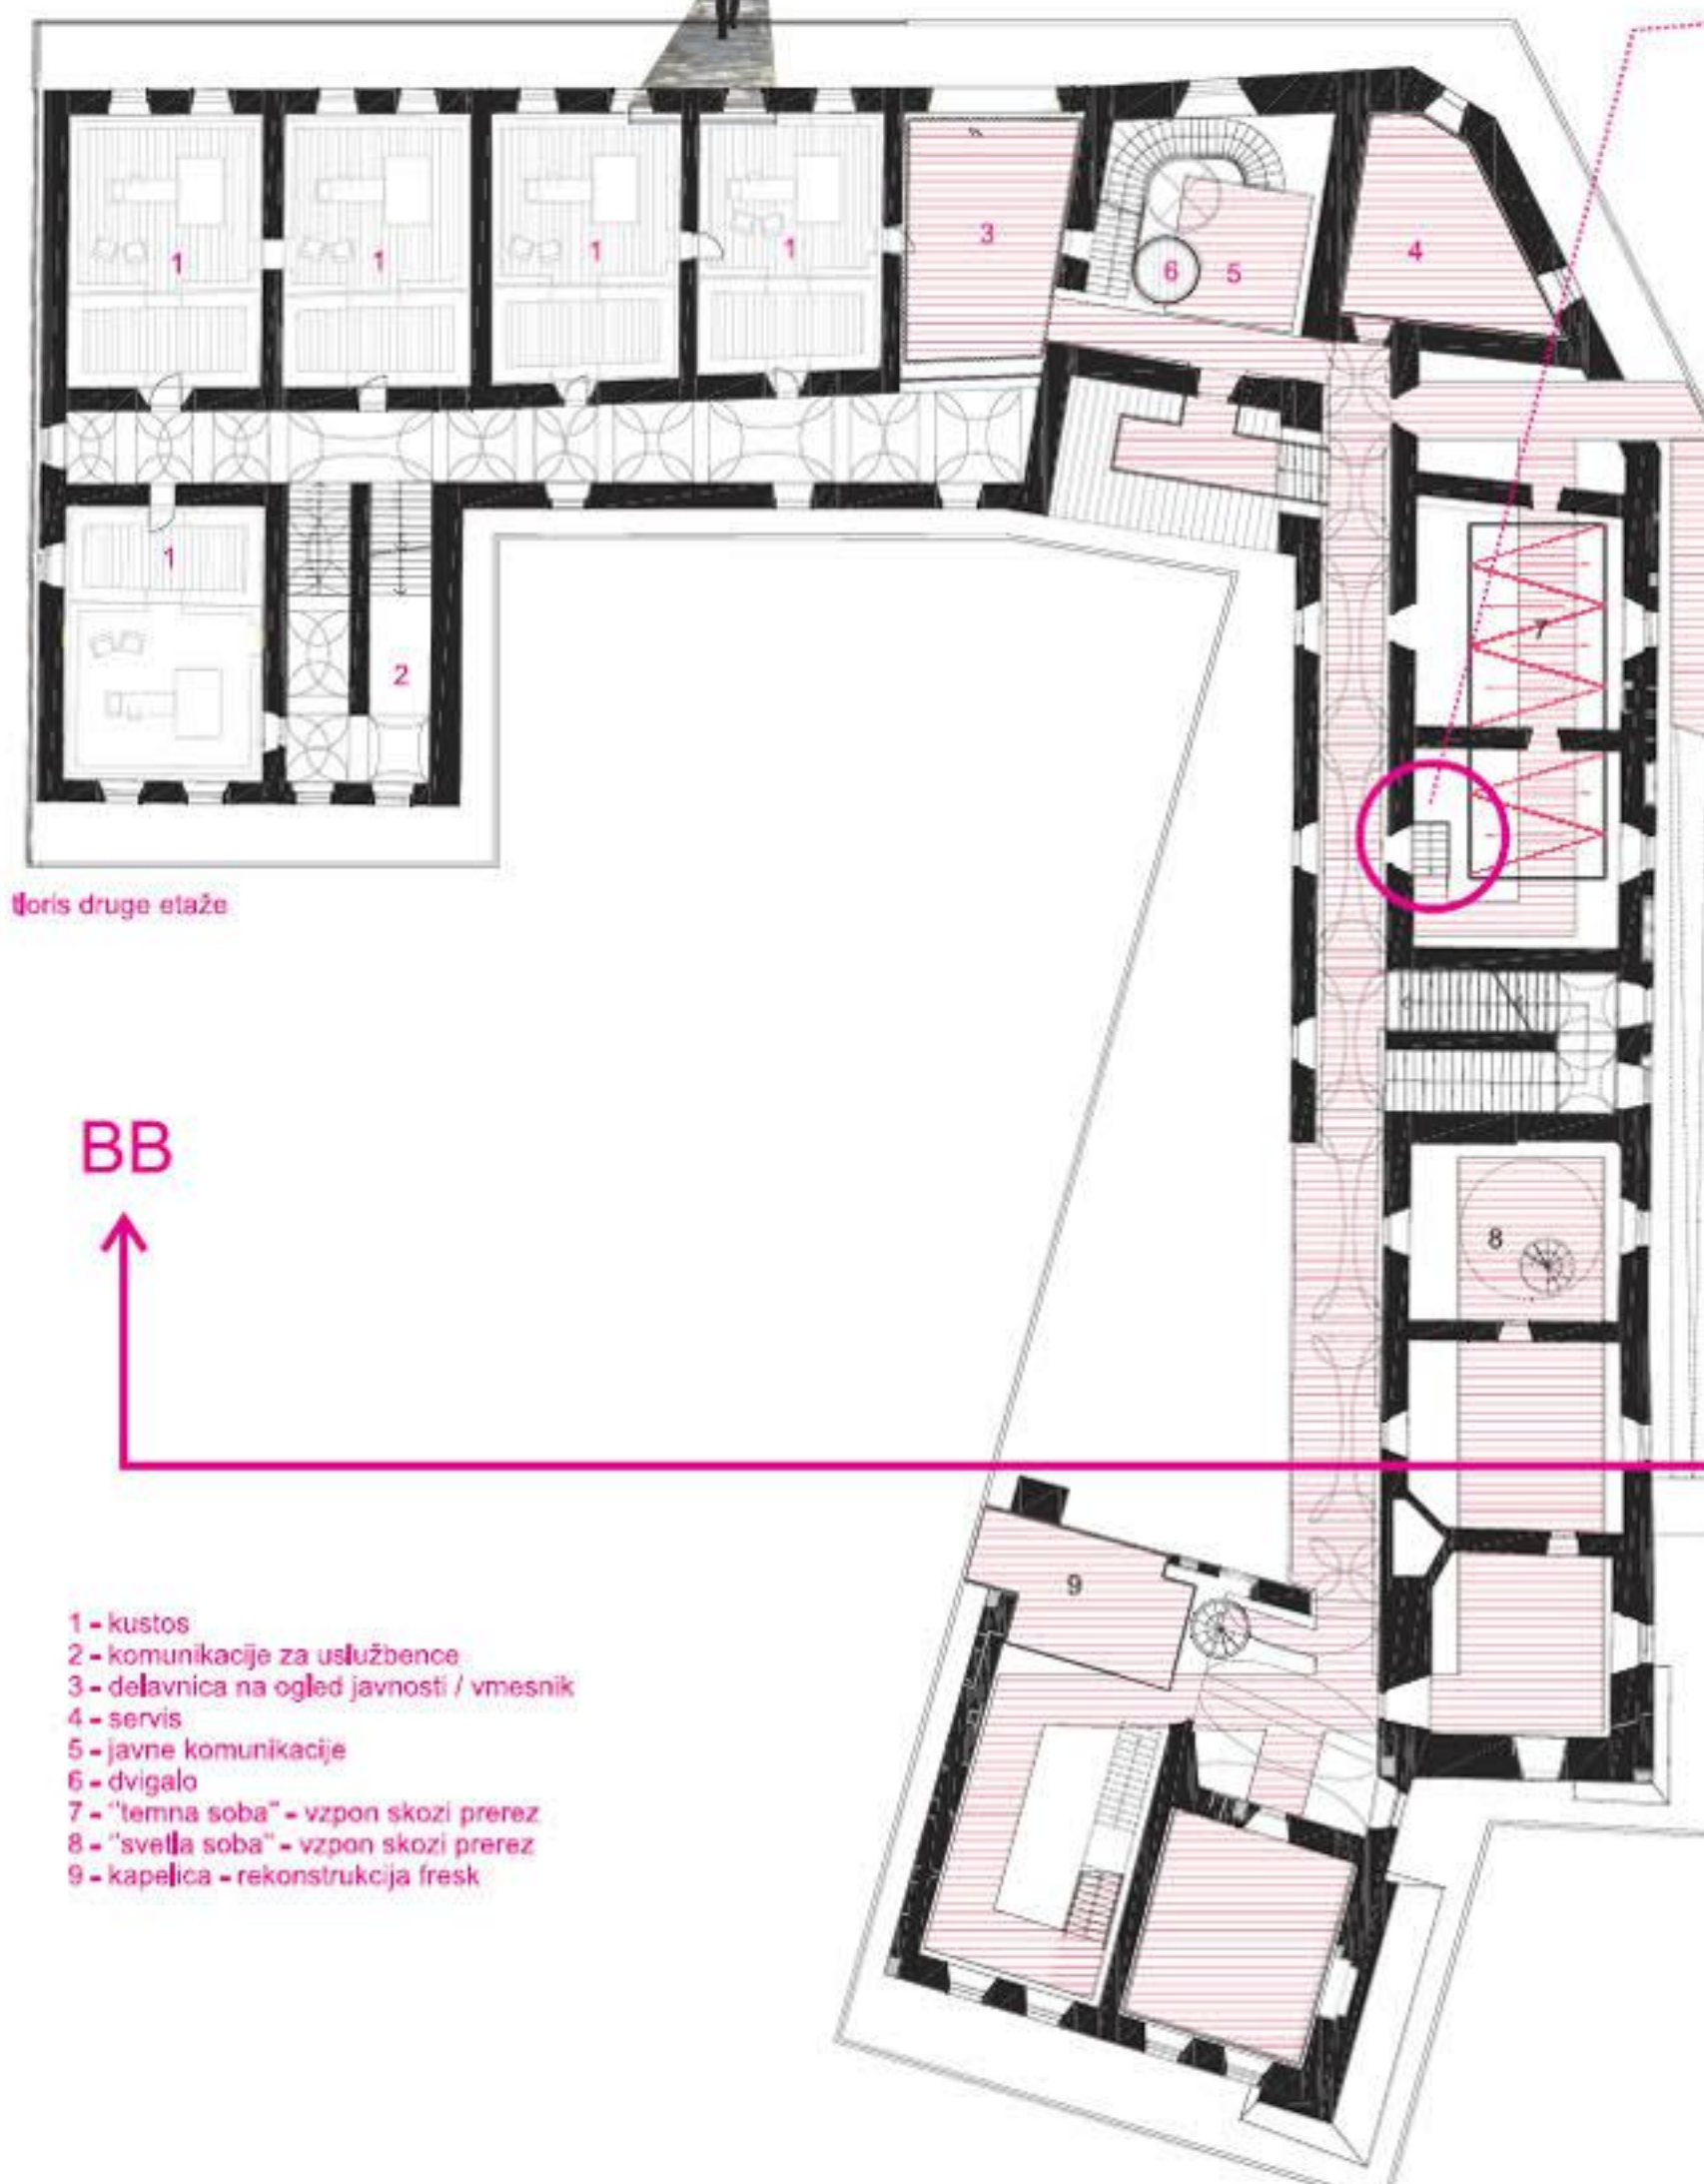 1
1
1
1
3
6
5
4
1
2
7
tloris druge etaže
BB
8
9
1 - kustos
2 - komunikacije za uslužbence
3 - delavnica na ogled javnosti / vmesnik
4 - servis
5 - javne komunikacije
6 - dvigalo
7 - "temna soba" - vzpon skozi prerez
8 - "svetla soba" - vzpon skozi prerez
9 - kapelica - rekonstrukcija fresk